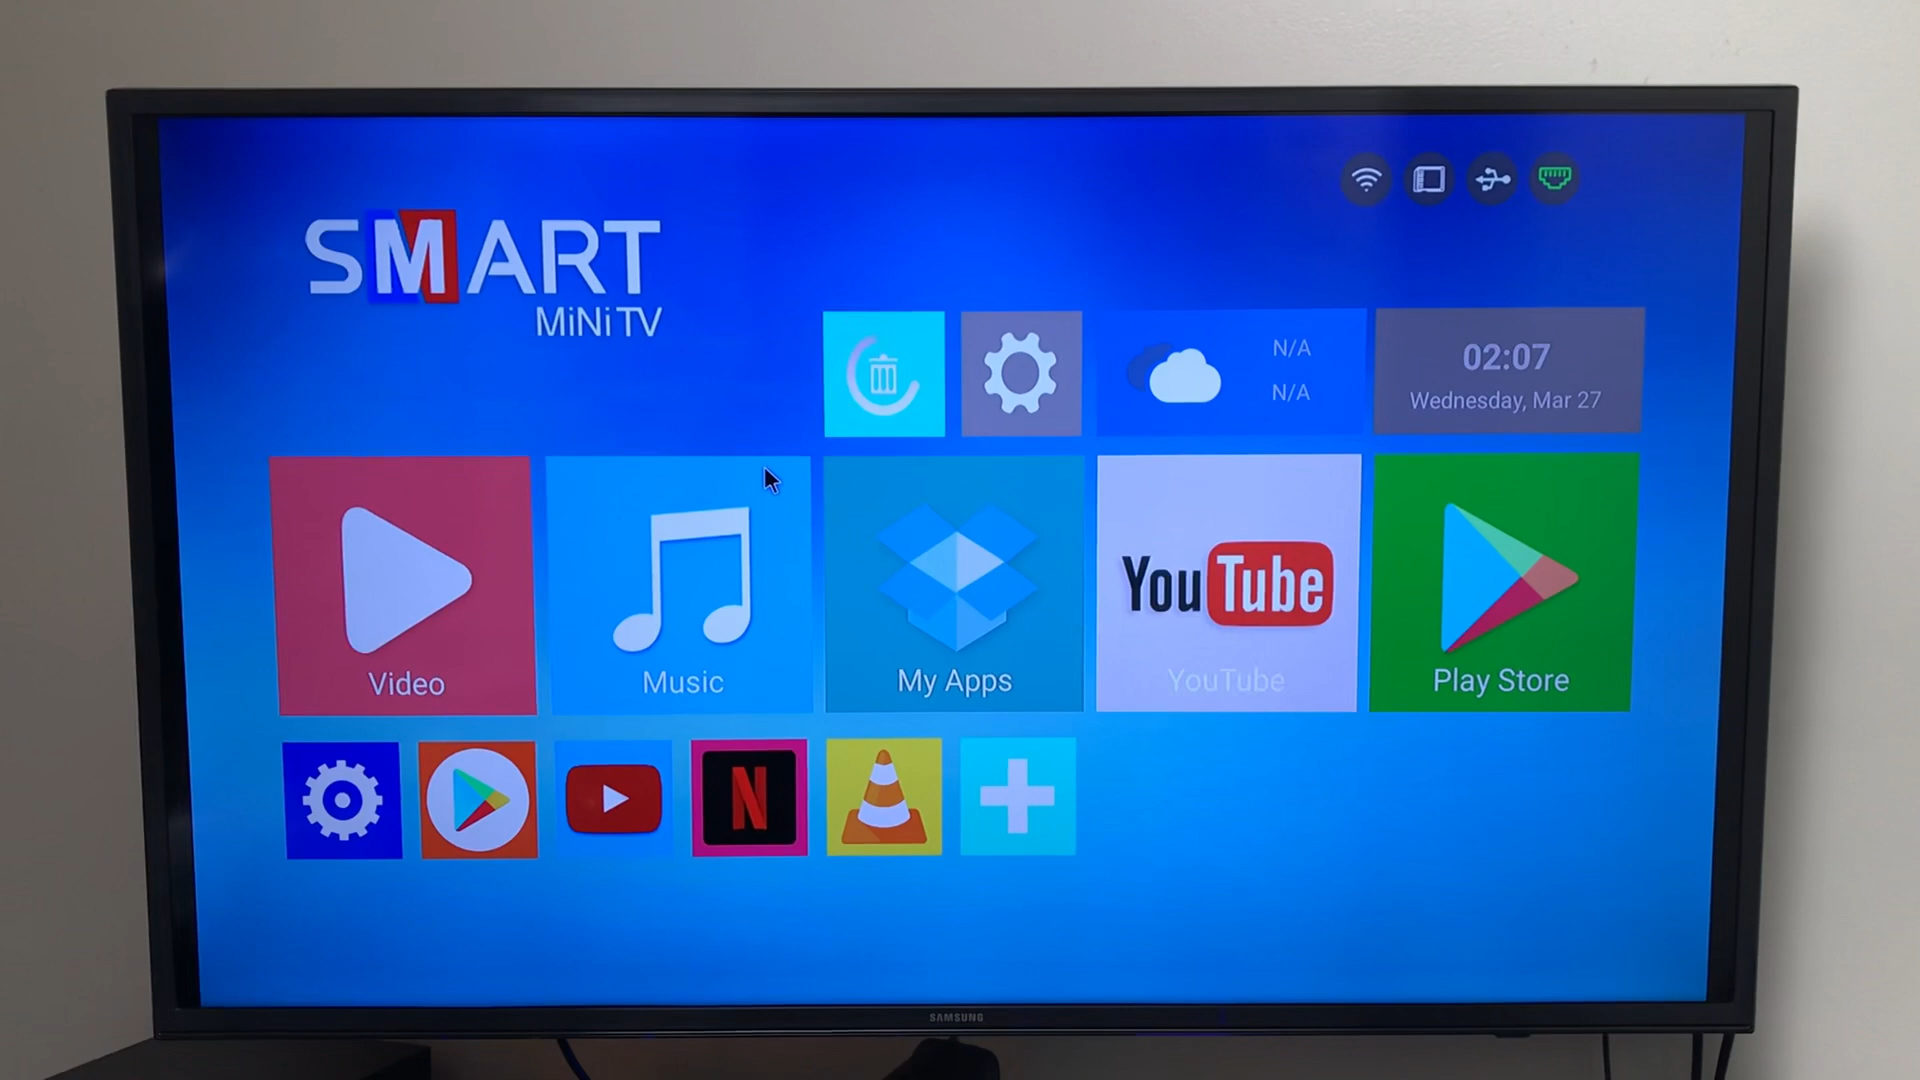 SMART
MiNi TV
N/A
N/A
02:07
Wednesday, Mar 27
Video
Music
My Apps
YouTube
YouTube
Play Store
N
SAMSUNG